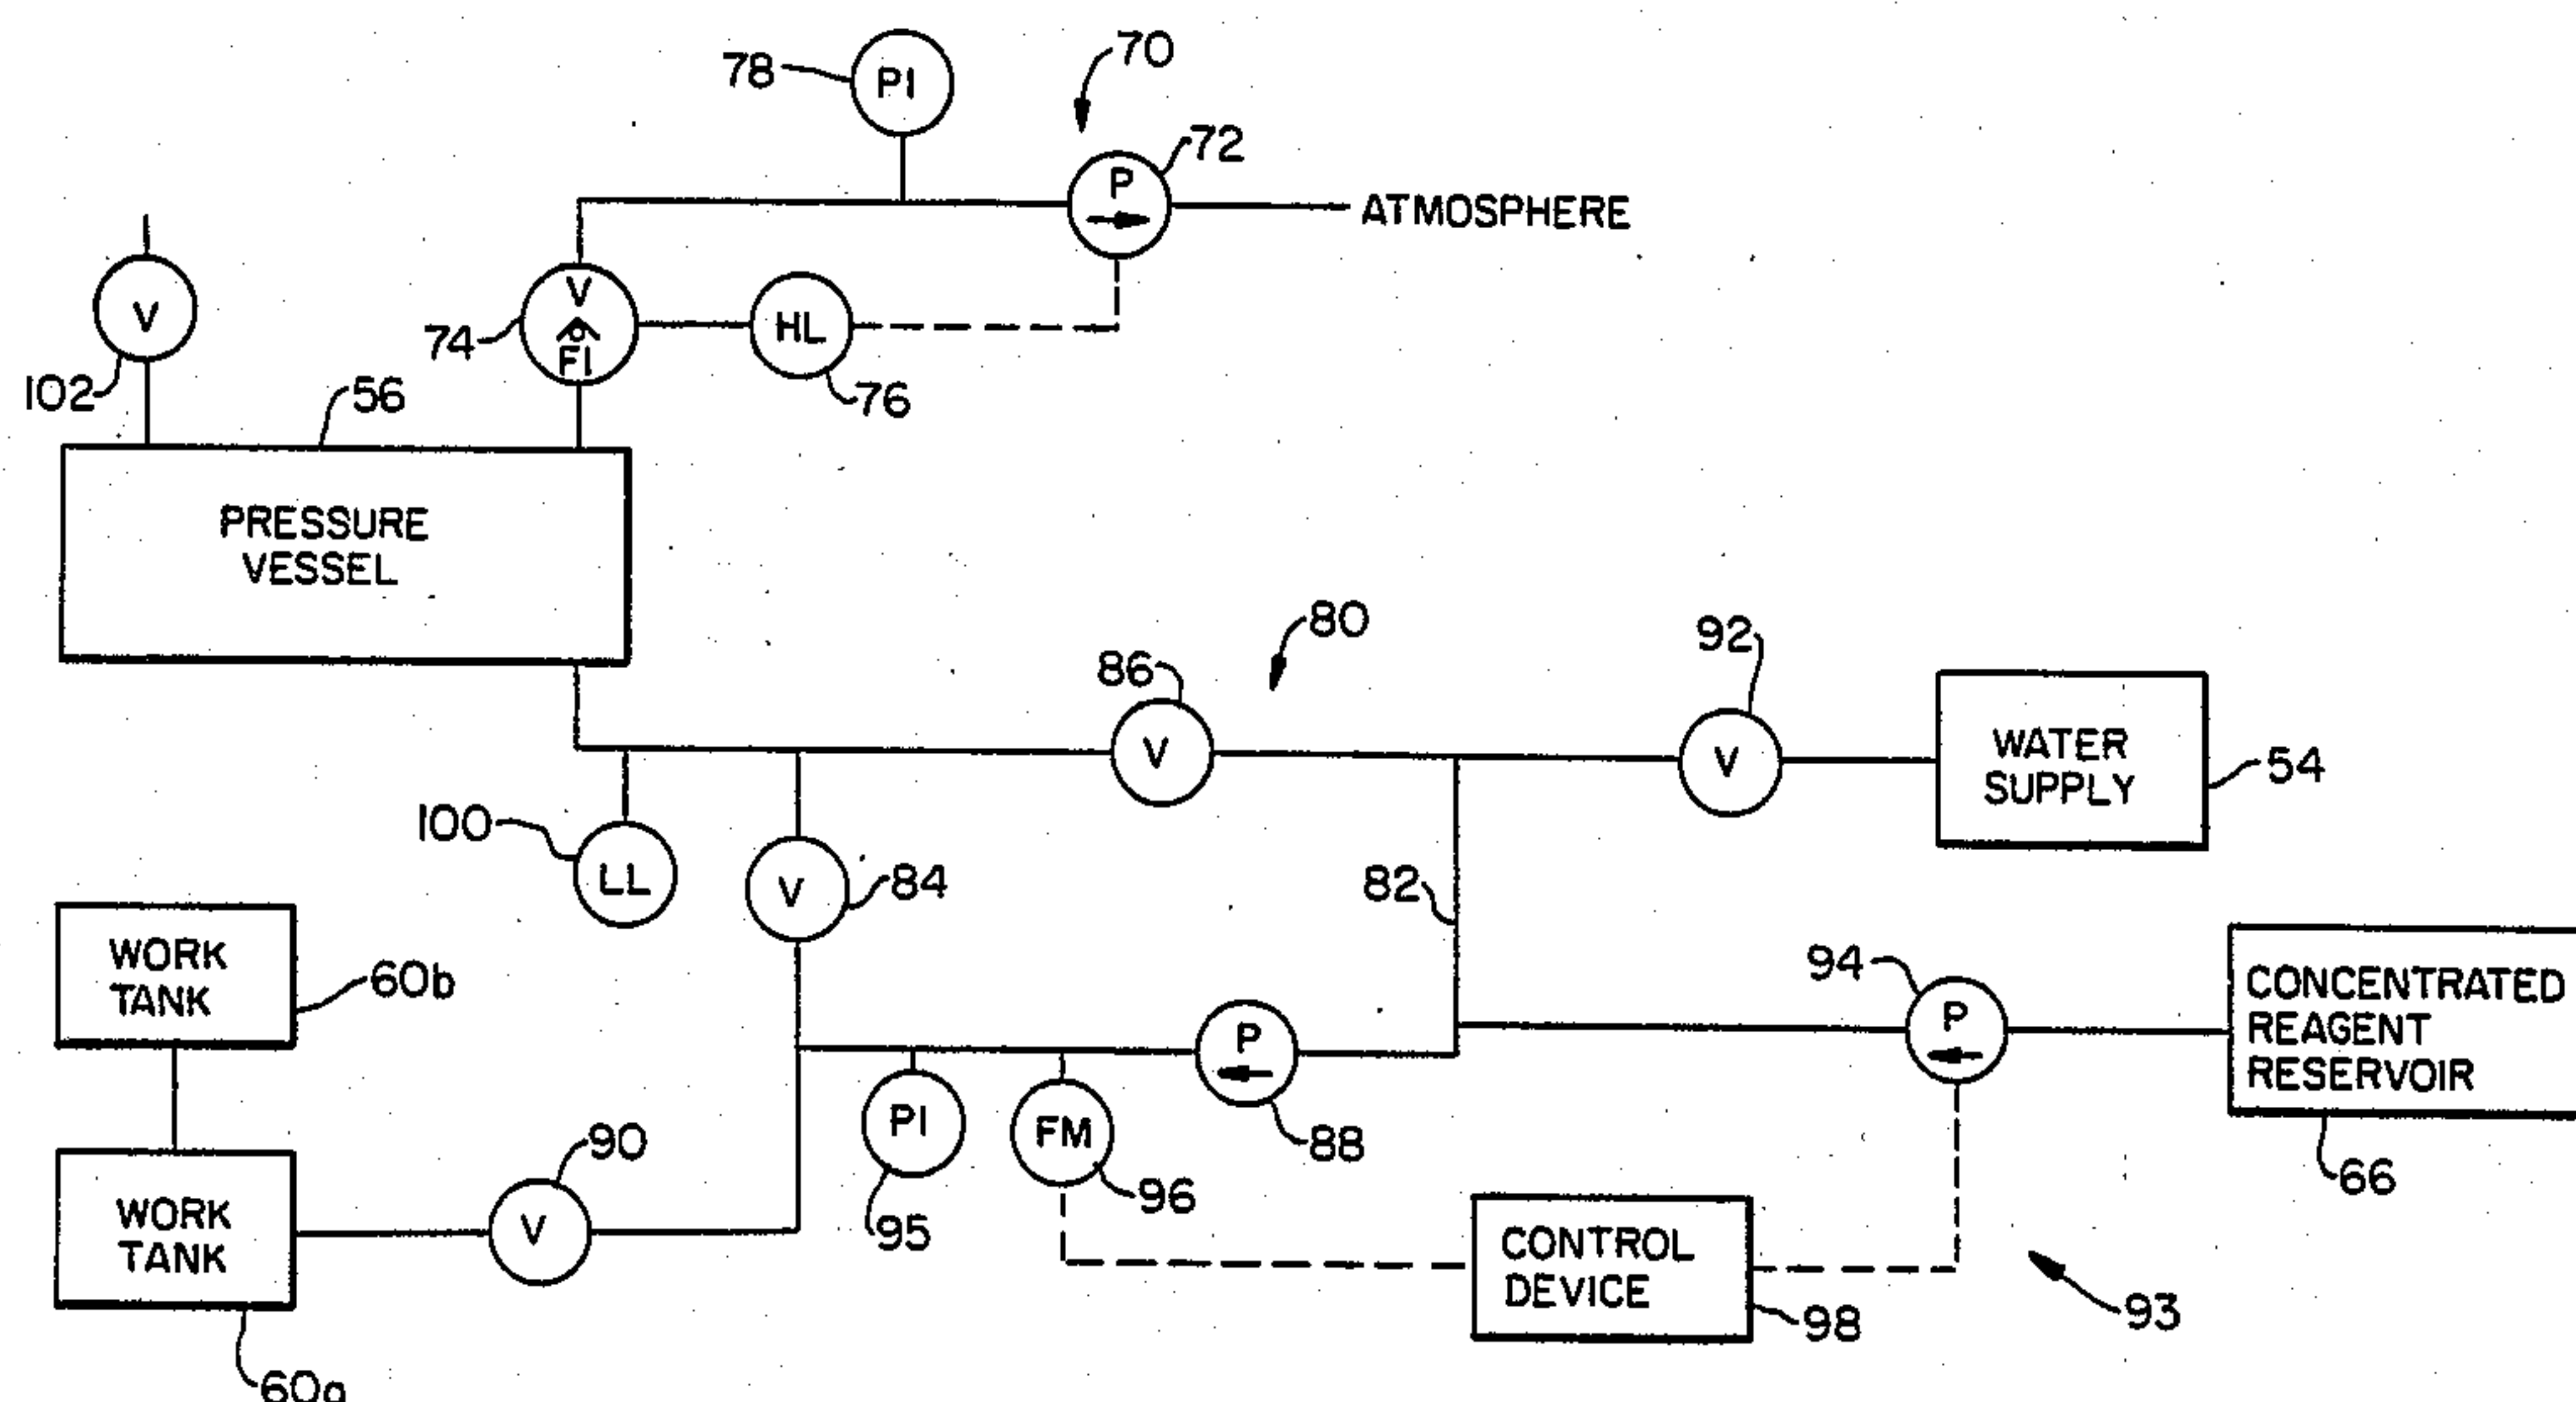 78
PI
70
72
P
ATMOSPHERE
V
102
74
V
FI
HL
76
56
PRESSURE
VESSEL
80
86
V
92
V
WATER
SUPPLY
54
100
LL
V
84
82
WORK
TANK
60b
94
P
CONCENTRATED
REAGENT
RESERVOIR
66
P
88
PI
95
FM
96
90
V
WORK
TANK
60a
CONTROL
DEVICE
98
93